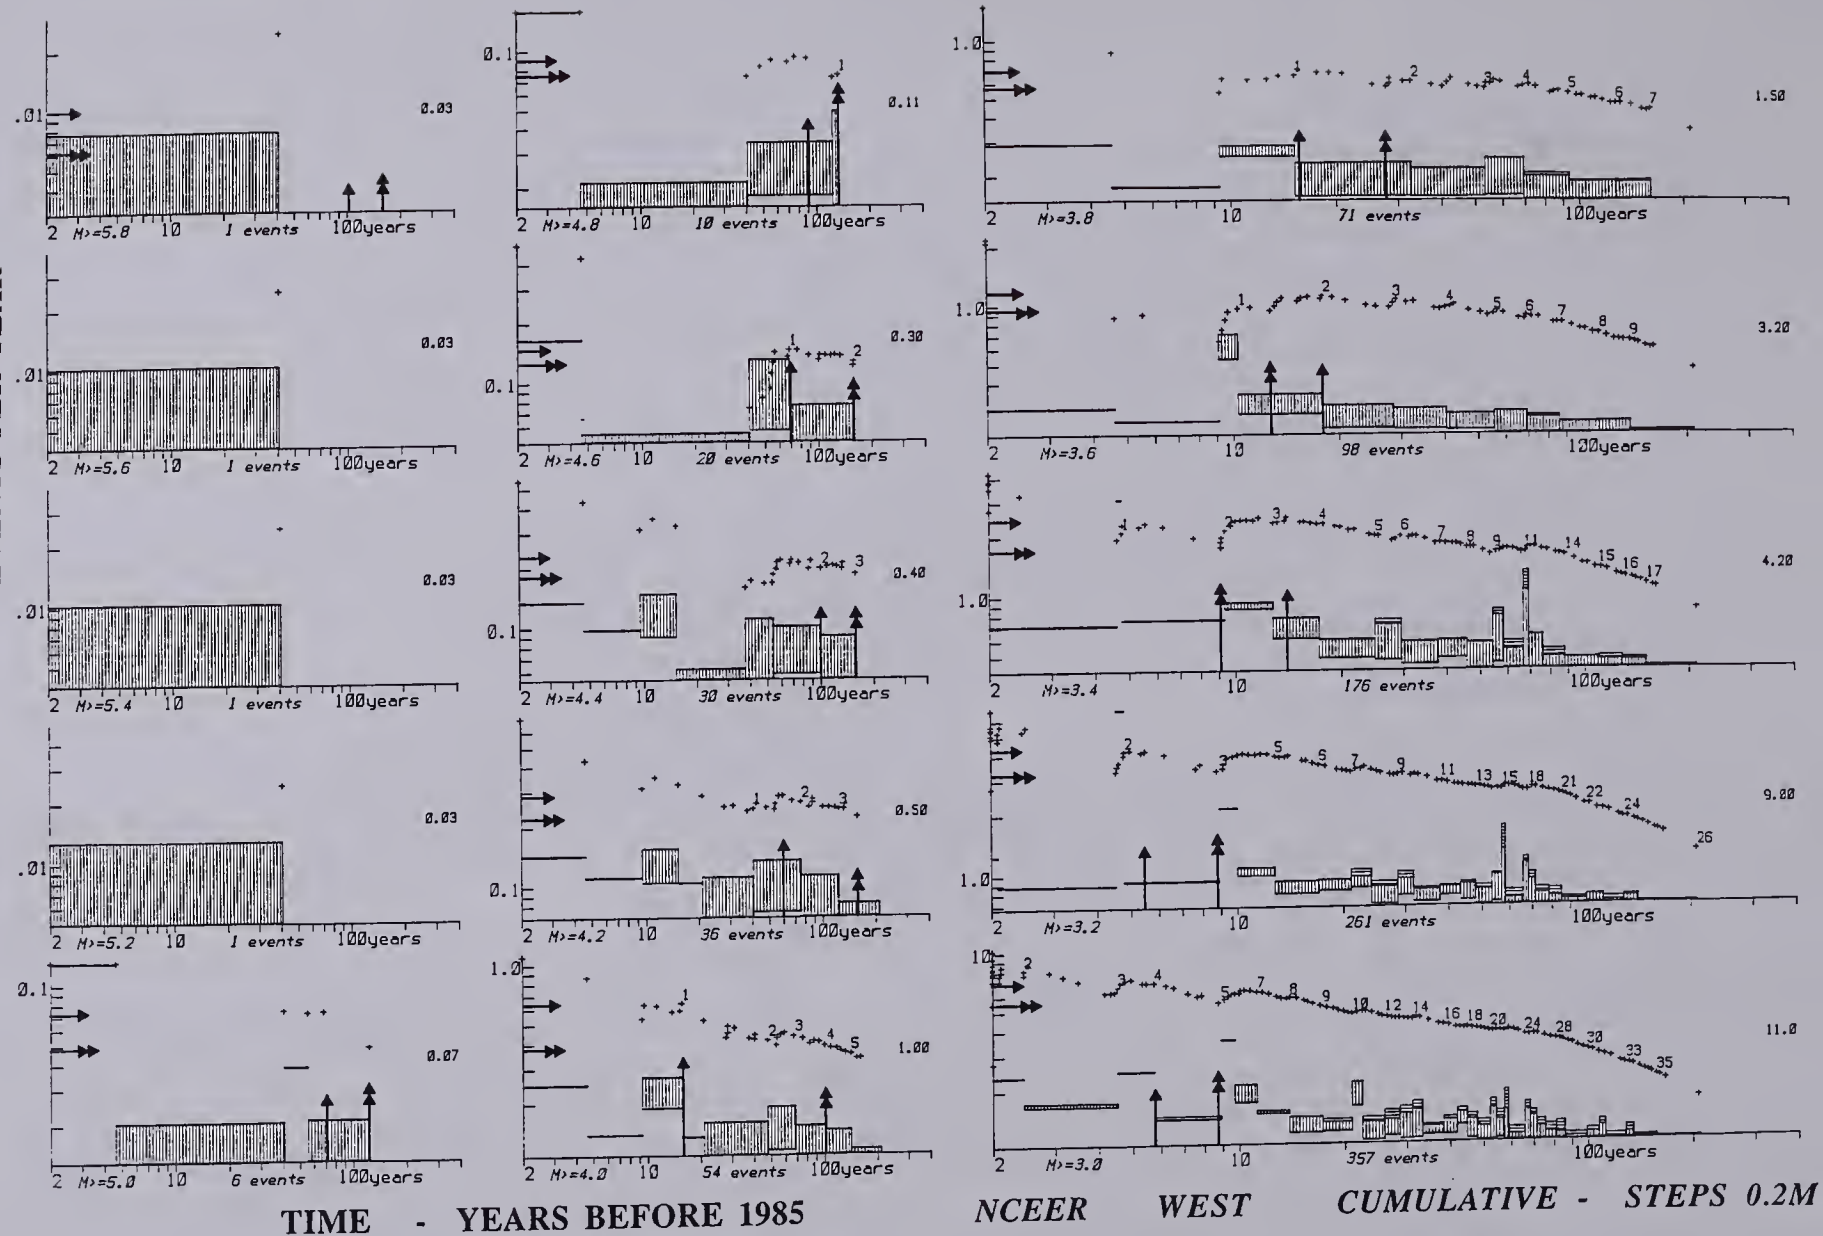 .01
0.03
2 M>=5.8 10 1 events 100years
0.1
1
0.11
2 M>=4.8 10 10 events 100years
1.0
1 2 3 4 5 6 7
1.50
2 M>=3.8 10 71 events 100years
.01
0.03
2 M>=5.6 10 1 events 100years
0.1
1 2
0.30
2 M>=4.6 10 20 events 100years
1.0
1 2 3 4 5 6 7 8 9
3.20
2 M>=3.6 10 98 events 100years
.01
0.03
2 M>=5.4 10 1 events 100years
0.1
2 3
0.40
2 M>=4.4 10 30 events 100years
1.0
1 2 3 4 5 6 7 8 9 11 14 15 16 17
4.20
2 M>=3.4 10 176 events 100years
.01
0.03
2 M>=5.2 10 1 events 100years
0.1
1 2 3
0.50
2 M>=4.2 10 36 events 100years
1.0
2 3 5 6 7 9 11 13 15 18 21 22 24 26
9.00
2 M>=3.2 10 261 events 100years
0.1
0.07
2 M>=5.0 10 6 events 100years
1.0
1 2 3 4 5
1.00
2 M>=4.0 10 54 events 100years
10
2 3 4 5 7 8 9 10 12 14 16 18 20 24 28 30 33 35
11.0
2 M>=3.0 10 357 events 100years
TIME - YEARS BEFORE 1985
NCEER WEST CUMULATIVE - STEPS 0.2M